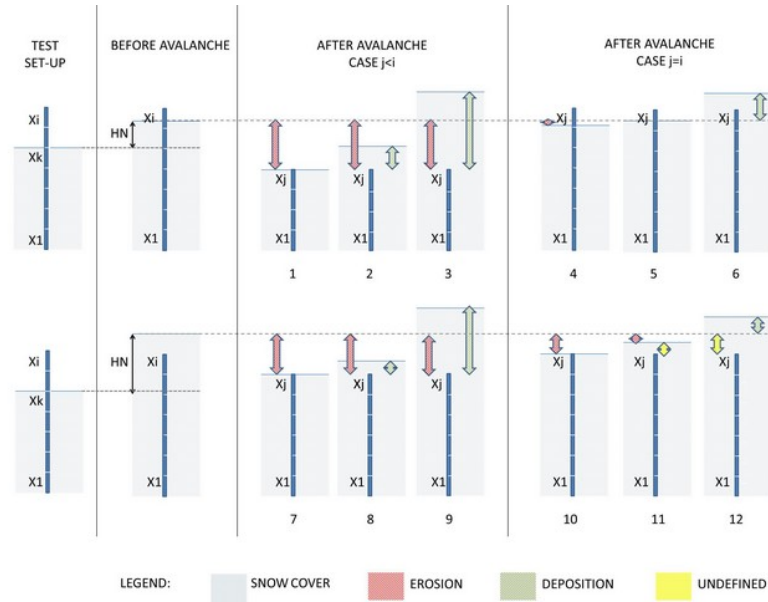 TEST
SET-UP
BEFORE AVALANCHE
AFTER AVALANCHE
CASE j<i
AFTER AVALANCHE
CASE j=i
Xi
Xk
X1
HN
Xi
X1
Xj
X1
1
Xj
X1
2
Xj
X1
3
Xj
X1
4
Xj
X1
5
Xj
X1
6
Xi
Xk
X1
HN
Xi
X1
Xj
X1
7
Xj
X1
8
Xj
X1
9
Xj
X1
10
Xj
X1
11
Xj
X1
12
LEGEND:
SNOW COVER
EROSION
DEPOSITION
UNDEFINED